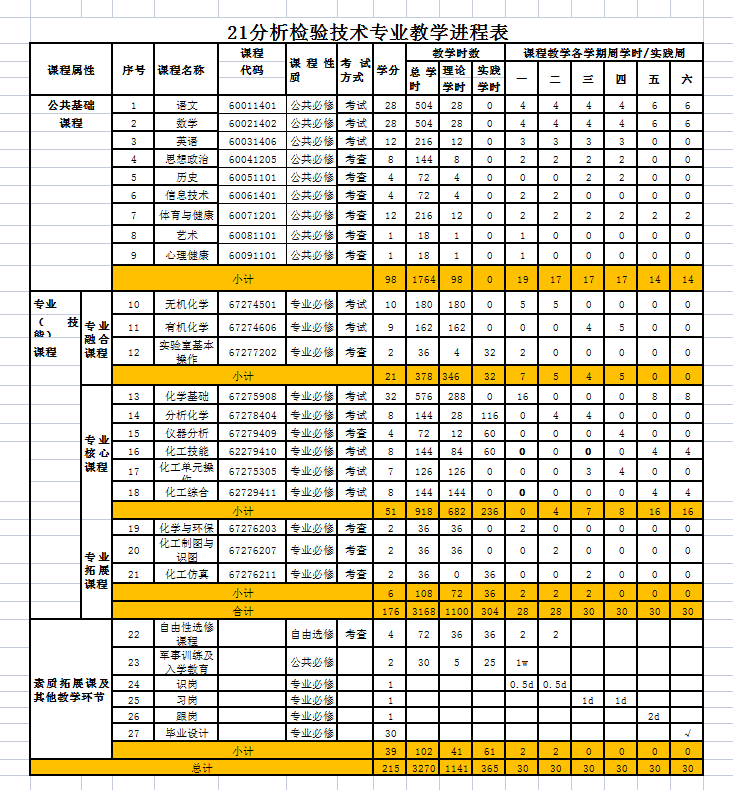 21分析检验技术专业教学进程表
课程属性 序号 课程名称 课程代码 课程性质 考试方式 学分 教学时数 课程教学各学期周学时/实践周
总学时 理论学时 实践学时 一 二 三 四 五 六
公共基础课程
1 语文 60011401 公共必修 考试 28 504 28 0 4 4 4 4 6 6
2 数学 60021402 公共必修 考试 28 504 28 0 4 4 4 4 6 6
3 英语 60031406 公共必修 考试 12 216 12 0 3 3 3 3 0 0
4 思想政治 60041205 公共必修 考查 8 144 8 0 2 2 2 2 0 0
5 历史 60051101 公共必修 考查 4 72 4 0 0 0 2 2 0 0
6 信息技术 60061401 公共必修 考查 4 72 4 0 2 2 0 0 0 0
7 体育与健康 60071201 公共必修 考查 12 216 12 0 2 2 2 2 2 2
8 艺术 60081101 公共必修 考查 1 18 1 0 1 0 0 0 0 0
9 心理健康 60091101 公共必修 考查 1 18 1 0 1 0 0 0 0 0
小计 98 1764 98 0 19 17 17 17 14 14
专业（技能）课程
专业融合课程
10 无机化学 67274501 专业必修 考试 10 180 180 0 5 5 0 0 0 0
11 有机化学 67274606 专业必修 考试 9 162 162 0 0 0 4 5 0 0
12 实验室基本操作 67277202 专业必修 考查 2 36 4 32 2 0 0 0 0 0
小计 21 378 346 32 7 5 4 5 0 0
专业核心课程
13 化学基础 67275908 专业必修 考试 32 576 288 0 16 0 0 0 8 8
14 分析化学 67278404 专业必修 考试 8 144 28 116 0 4 4 0 0 0
15 仪器分析 67279409 专业必修 考查 4 72 12 60 0 0 0 4 0 0
16 化工技能 62279410 专业必修 考试 8 144 84 60 0 0 0 0 4 4
17 化工单元操作 67275305 专业必修 考试 7 126 126 0 0 0 3 4 0 0
18 化工综合 62729411 专业必修 考试 8 144 144 0 0 0 0 0 4 4
小计 51 918 682 236 0 4 7 8 16 16
专业拓展课程
19 化学与环保 67276203 专业必修 考查 2 36 36 0 2 0 0 0 0 0
20 化工制图与识图 67276207 专业必修 考查 2 36 36 0 0 2 0 0 0 0
21 化工仿真 67276211 专业必修 考查 2 36 0 36 0 0 2 0 0 0
小计 6 108 72 36 2 2 2 0 0 0
合计 176 3168 1100 304 28 28 30 30 30 30
素质拓展课及其他教学环节
22 自由性选修课程 自由选修 考查 4 72 36 36 2 2
23 军事训练及入学教育 公共必修 2 30 5 25 1w
24 识岗 专业必修 1 0.5d 0.5d
25 习岗 专业必修 1 1d 1d
26 跟岗 专业必修 1 2d
27 毕业设计 专业必修 30 √
小计 39 102 41 61 2 2 0 0 0 0
总计 215 3270 1141 365 30 30 30 30 30 30